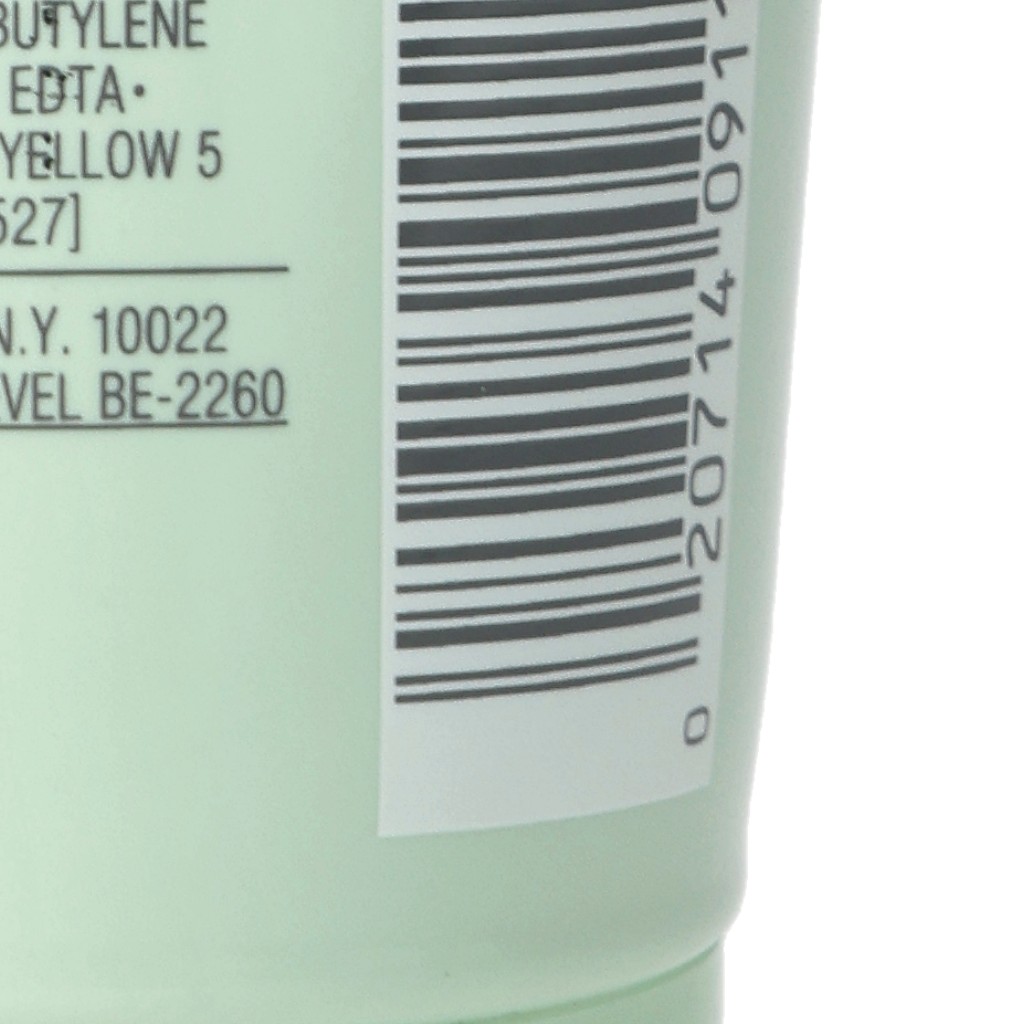 BUTYLENE
EDTA•
YELLOW 5
527]
N.Y. 10022
VEL BE-2260
0 20714 091